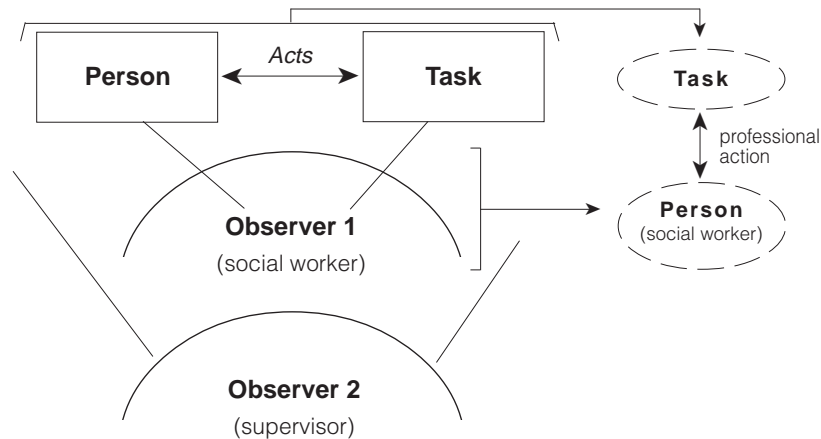 Acts
Person
Task
Task
professional
action
Observer 1
(social worker)
Person
(social worker)
Observer 2
(supervisor)